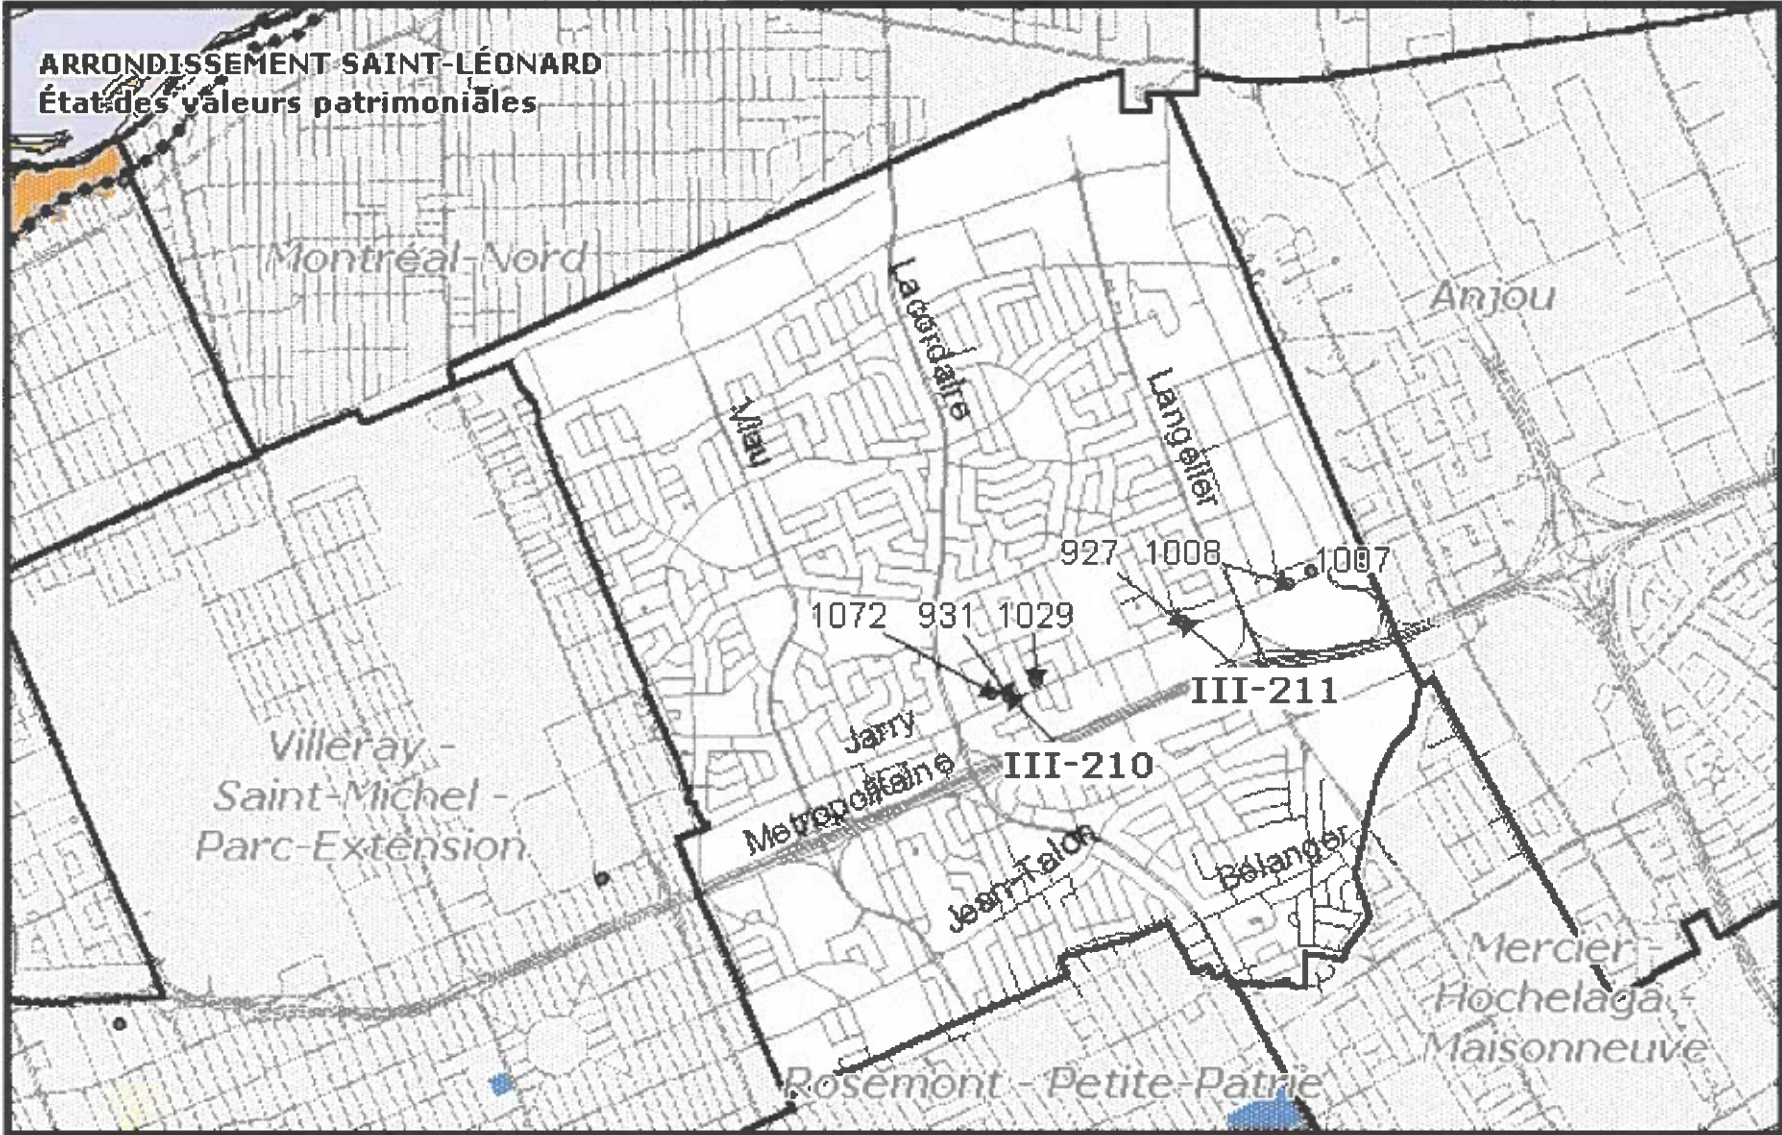 ARRONDISSEMENT SAINT-LÉONARD
État des valeurs patrimoniales
Montréal-Nord
Anjou
Lacordaire
Viau
Langelier
927 1008 1007
1072 931 1029
III-211
III-210
Jarry
Metropolitaine
Jean-Talon
Bélanger
Villeray -
Saint-Michel -
Parc-Extension
Mercier -
Hochelaga -
Maisonneuve
Rosemont - Petite-Patrie